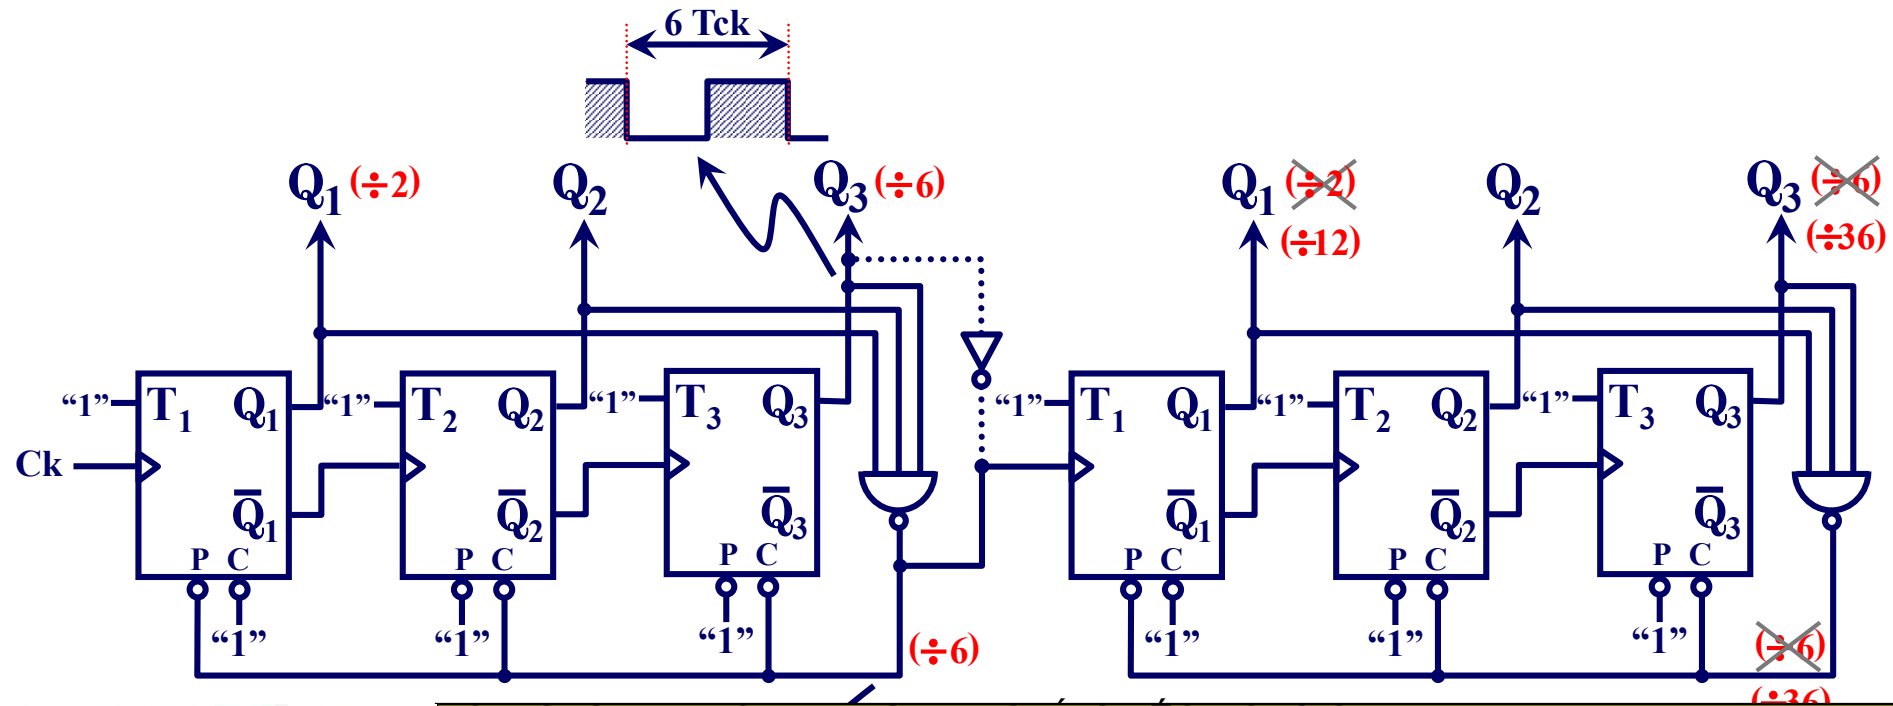 6 Tck
Q1 (÷2) Q2 Q3 (÷6) Q1 (÷2) Q2 Q3 (÷6)
(÷12) (÷36)
"1" T1 Q1 "1" T2 Q2 "1" T3 Q3 "1" T1 Q1 "1" T2 Q2 "1" T3 Q3
Ck
Q̅1 Q̅2 Q̅3 Q̅1 Q̅2 Q̅3
P C P C P C P C P C P C
"1" "1" "1" (÷6) "1" "1" "1" (÷6)
(÷36)